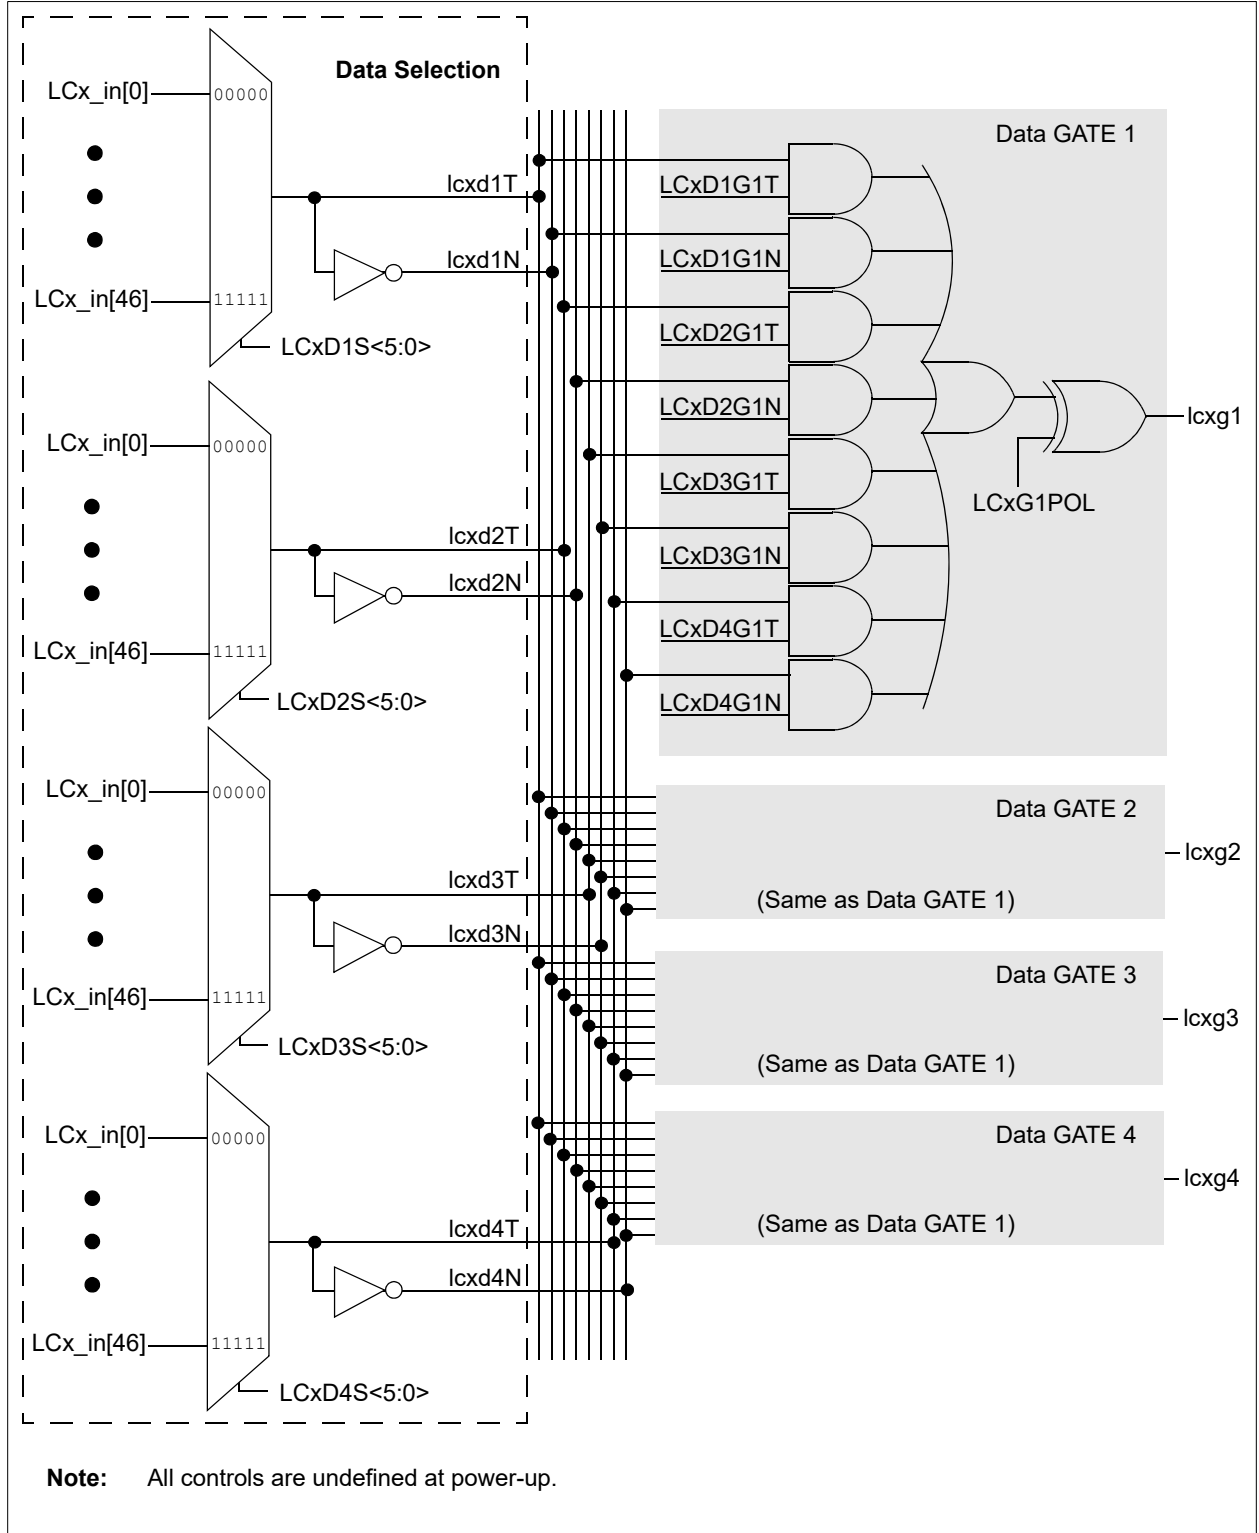 Data Selection
LCx_in[0]
00000
lcxd1T
lcxd1N
LCx_in[46]
11111
LCxD1S<5:0>
LCx_in[0]
00000
lcxd2T
lcxd2N
LCx_in[46]
11111
LCxD2S<5:0>
LCx_in[0]
00000
lcxd3T
lcxd3N
LCx_in[46]
11111
LCxD3S<5:0>
LCx_in[0]
00000
lcxd4T
lcxd4N
LCx_in[46]
11111
LCxD4S<5:0>
Data GATE 1
LCxD1G1T
LCxD1G1N
LCxD2G1T
LCxD2G1N
LCxD3G1T
LCxD3G1N
LCxD4G1T
LCxD4G1N
LCxG1POL
lcxg1
Data GATE 2
(Same as Data GATE 1)
lcxg2
Data GATE 3
(Same as Data GATE 1)
lcxg3
Data GATE 4
(Same as Data GATE 1)
lcxg4
Note: All controls are undefined at power-up.